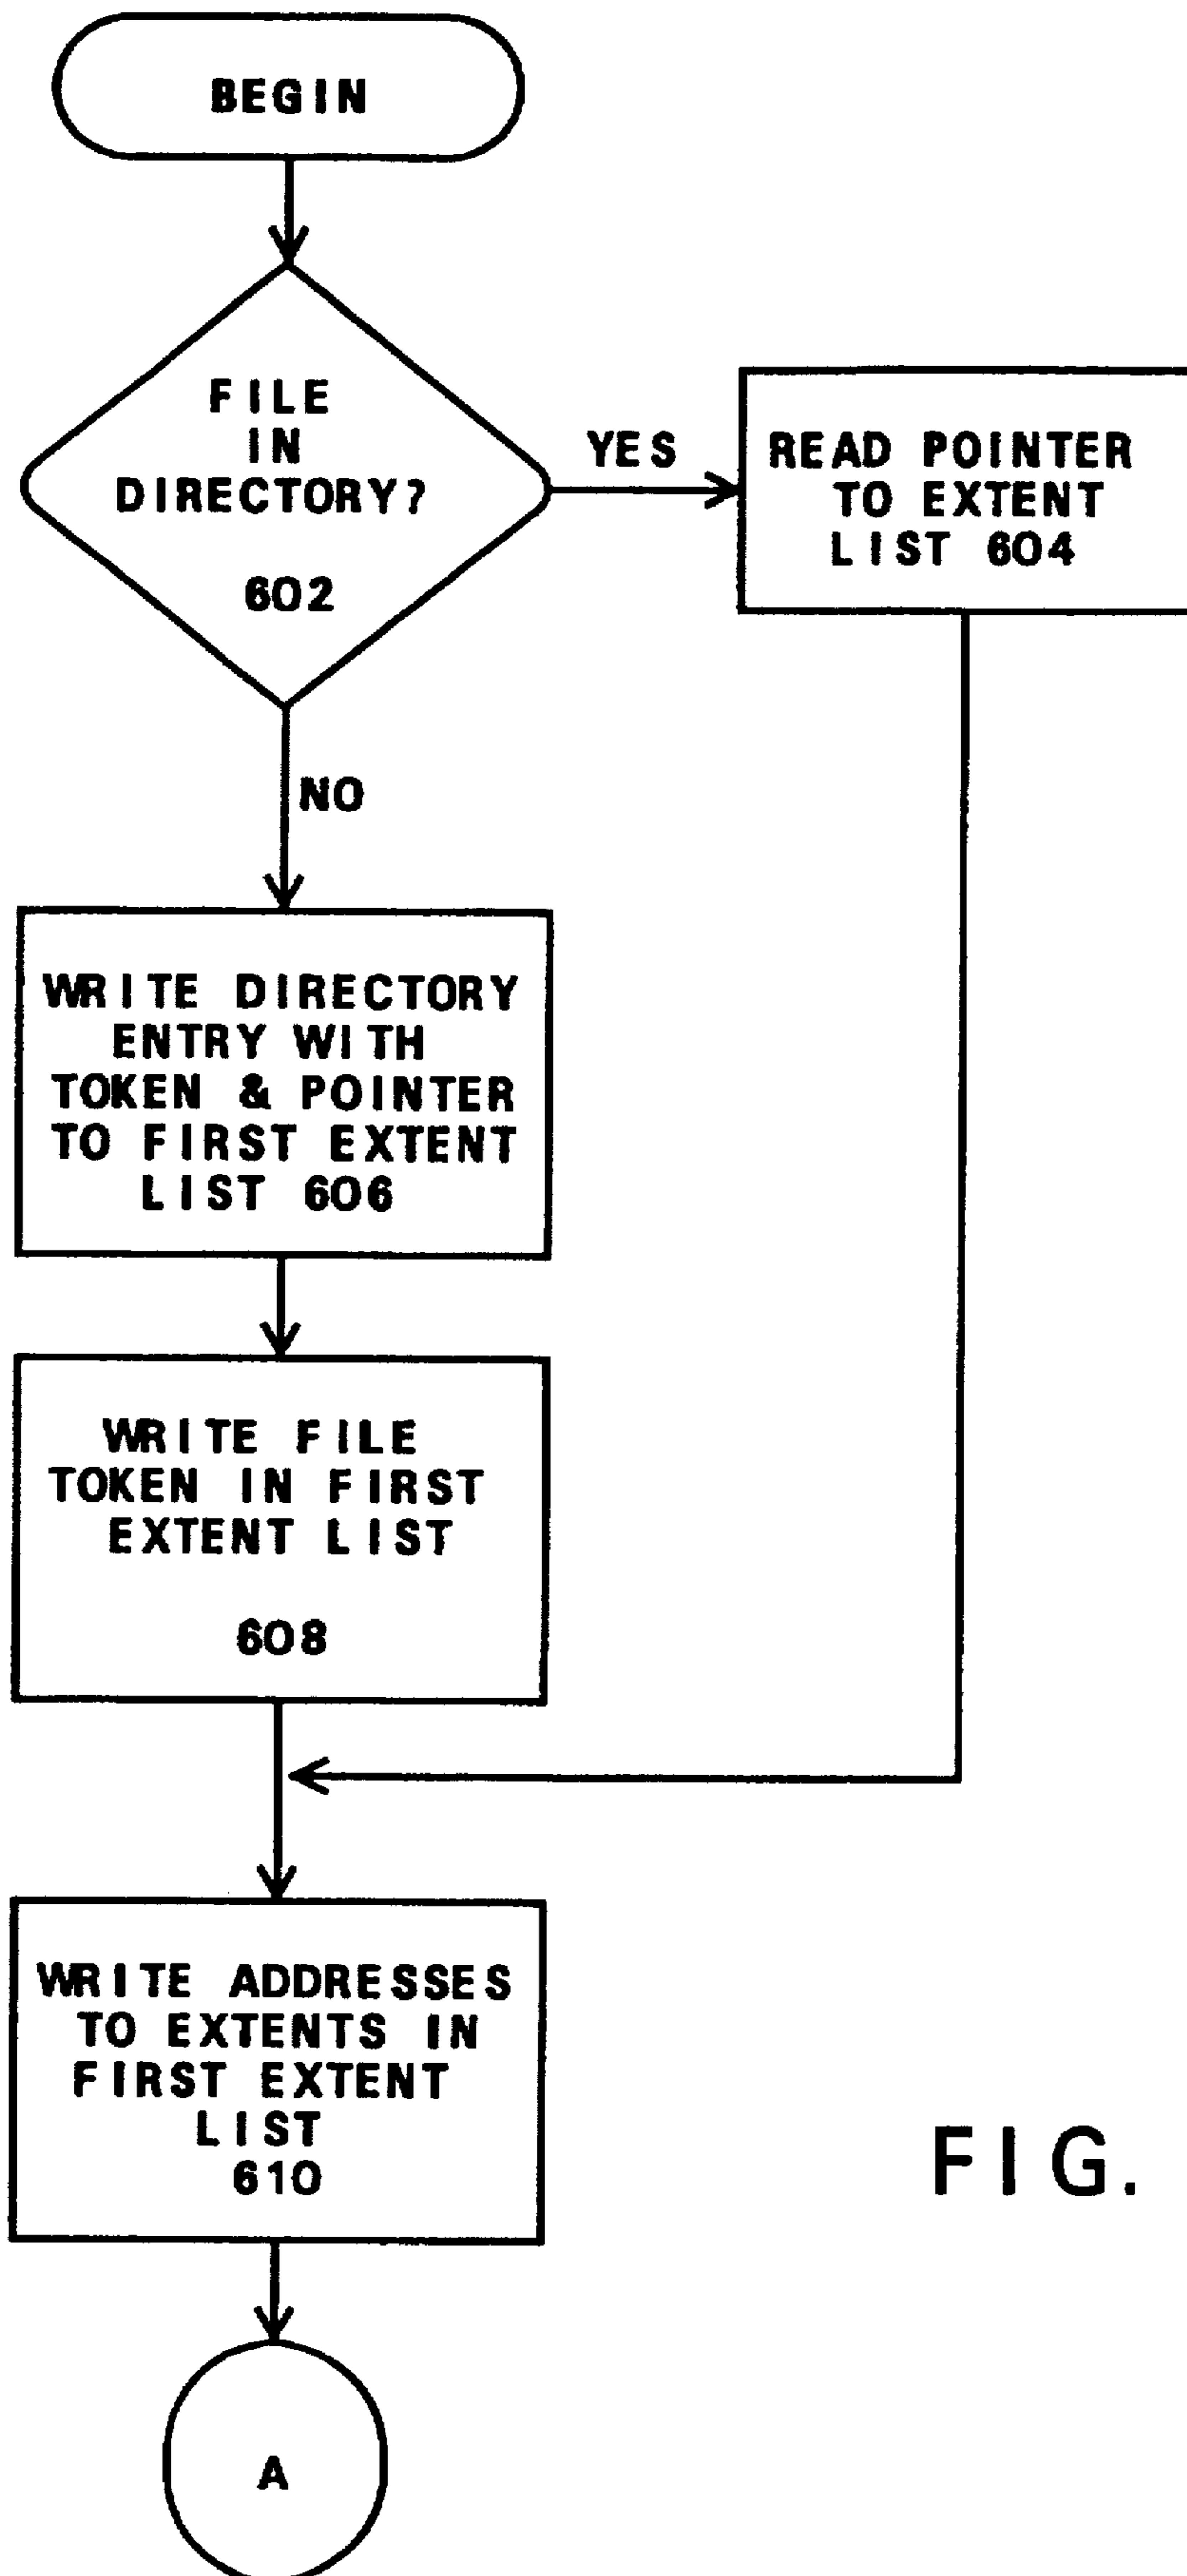 BEGIN
FILE
IN
DIRECTORY?
602
YES
READ POINTER
TO EXTENT
LIST 604
NO
WRITE DIRECTORY
ENTRY WITH
TOKEN & POINTER
TO FIRST EXTENT
LIST 606
WRITE FILE
TOKEN IN FIRST
EXTENT LIST
608
WRITE ADDRESSES
TO EXTENTS IN
FIRST EXTENT
LIST
610
FIG.
A